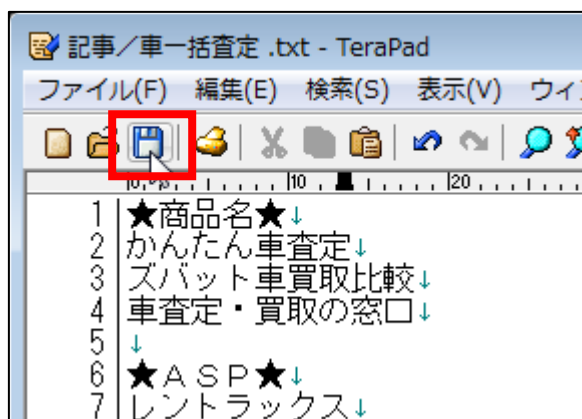 記事／車一括査定 .txt - TeraPad
ファイル(F) 編集(E) 検索(S) 表示(V) ウィ
0 10 20
1 ★商品名★↓
2 かんたん車査定↓
3 ズバット車買取比較↓
4 車査定・買取の窓口↓
5 ↓
6 ★ＡＳＰ★↓
7 レントラックス↓